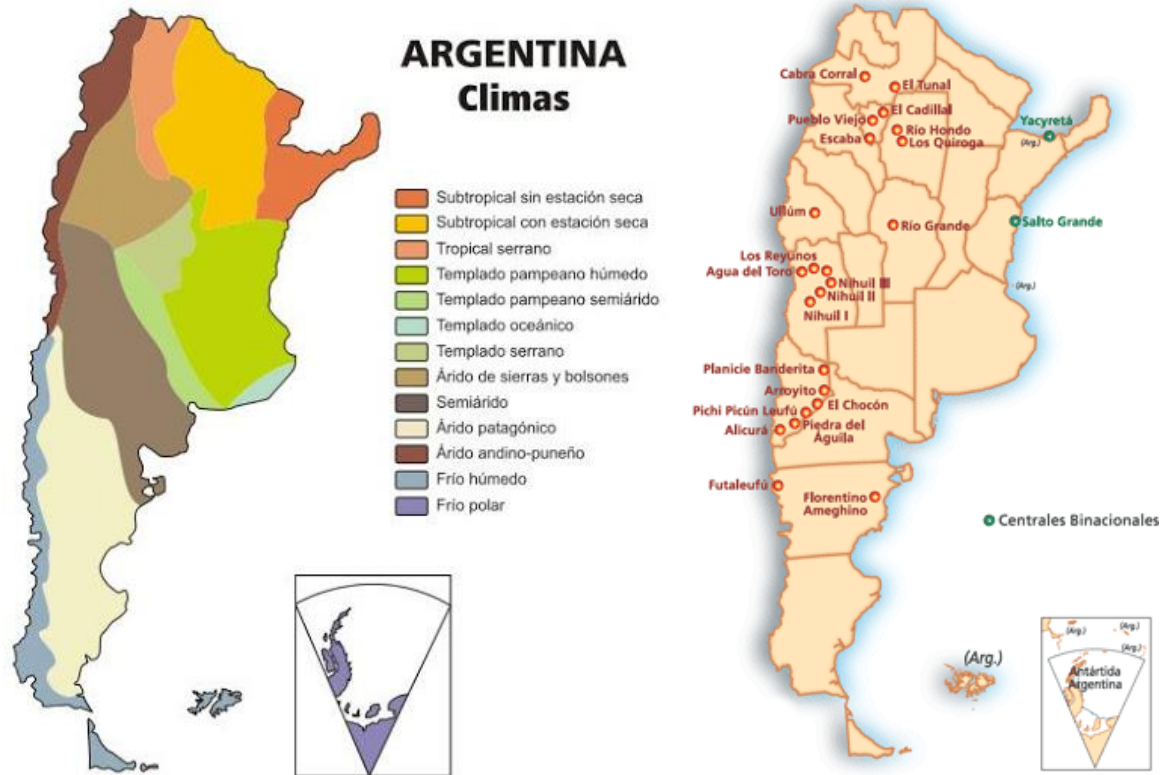 ARGENTINA
Climas
Subtropical sin estación seca
Subtropical con estación seca
Tropical serrano
Templado pampeano húmedo
Templado pampeano semiárido
Templado oceánico
Templado serrano
Árido de sierras y bolsones
Semiárido
Árido patagónico
Árido andino-puneño
Frío húmedo
Frío polar
Cabra Corral
El Tunal
El Cadillal
Pueblo Viejo
Río Hondo
Escaba
Los Quiroga
Yacyretá
(Arg.)
Ullúm
Río Grande
Salto Grande
Los Reyunos
Agua del Toro
Nihuil III
Nihuil II
Nihuil I
(Arg.)
Planicie Banderita
Arroyito
El Chocón
Pichi Picún Leufú
Alicurá
Piedra del
Águila
Futaleufú
Florentino
Ameghino
Centrales Binacionales
(Arg.)
(Arg.)
(Arg.)
(Arg.)
Antártida
Argentina